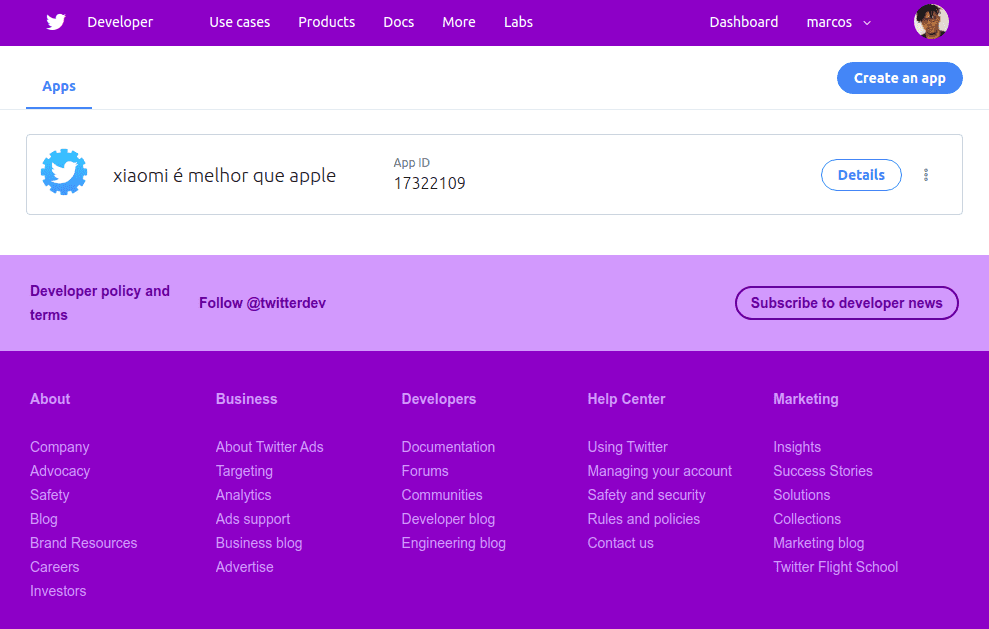 Developer Use cases Products Docs More Labs Dashboard marcos
Apps
Create an app
xiaomi é melhor que apple
App ID
17322109
Details
Developer policy and
terms
Follow @twitterdev
Subscribe to developer news
About
Company
Advocacy
Safety
Blog
Brand Resources
Careers
Investors
Business
About Twitter Ads
Targeting
Analytics
Ads support
Business blog
Advertise
Developers
Documentation
Forums
Communities
Developer blog
Engineering blog
Help Center
Using Twitter
Managing your account
Safety and security
Rules and policies
Contact us
Marketing
Insights
Success Stories
Solutions
Collections
Marketing blog
Twitter Flight School